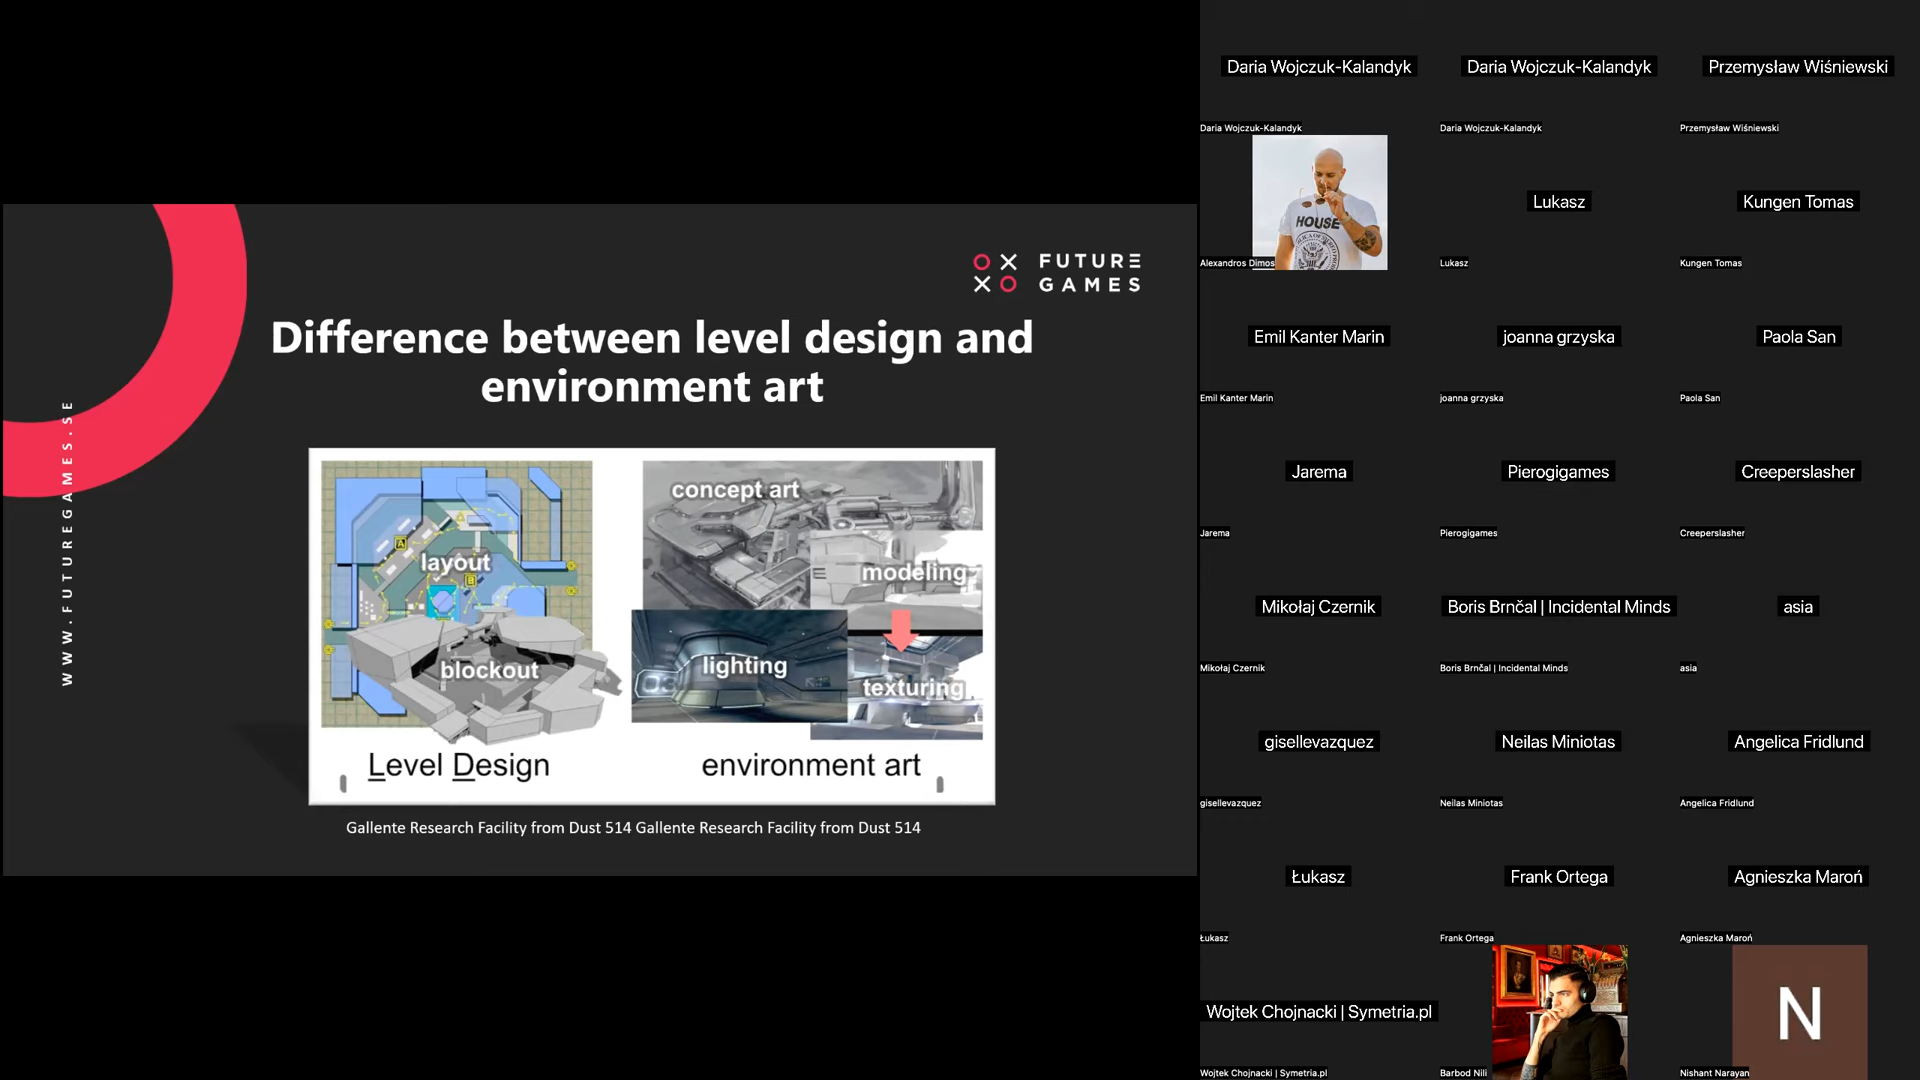 WWW.FUTUREGAMES.SE
FUTURE
GAMES
Difference between level design and
environment art
layout
A
B
blockout
Level Design
concept art
modeling
lighting
texturing
03
environment art
Gallente Research Facility from Dust 514 Gallente Research Facility from Dust 514
Daria Wojczuk-Kalandyk
Daria Wojczuk-Kalandyk
Przemysław Wiśniewski
Daria Wojczuk-Kalandyk
Daria Wojczuk-Kalandyk
Przemysław Wiśniewski
HOUSE
Lukasz
Kungen Tomas
Alexandros Dimos
Lukasz
Kungen Tomas
Emil Kanter Marin
joanna grzyska
Paola San
Emil Kanter Marin
joanna grzyska
Paola San
Jarema
Pierogigames
Creeperslasher
Jarema
Pierogigames
Creeperslasher
Mikołaj Czernik
Boris Brnčal | Incidental Minds
asia
Mikołaj Czernik
Boris Brnčal | Incidental Minds
asia
gisellevazquez
Neilas Miniotas
Angelica Fridlund
gisellevazquez
Neilas Miniotas
Angelica Fridlund
Łukasz
Frank Ortega
Agnieszka Maroń
Łukasz
Frank Ortega
Agnieszka Maroń
Wojtek Chojnacki | Symetria.pl
N
Wojtek Chojnacki | Symetria.pl
Barbod Nili
Nishant Narayan